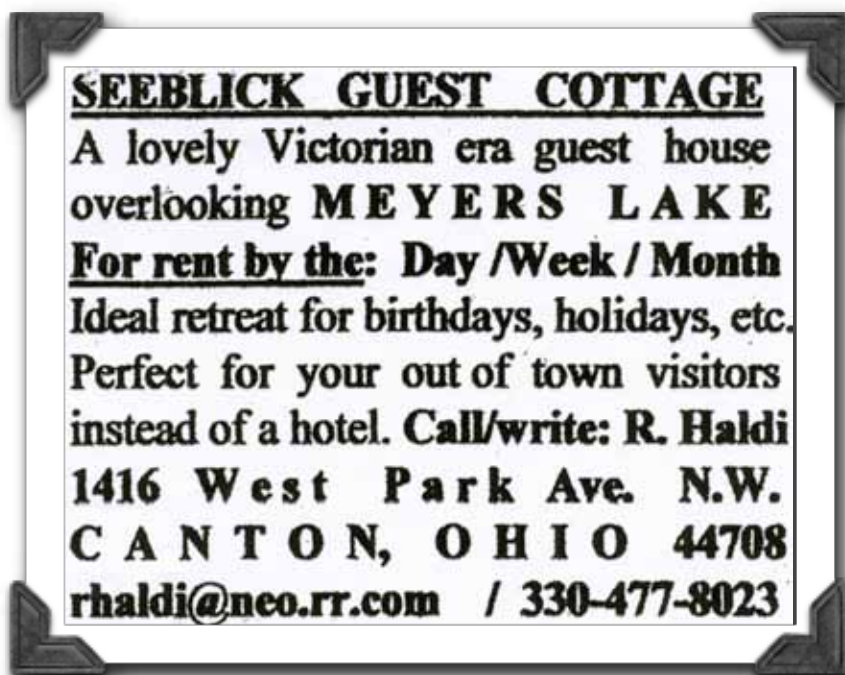 SEEBLICK GUEST COTTAGE
A lovely Victorian era guest house
overlooking MEYERS LAKE
For rent by the: Day /Week / Month
Ideal retreat for birthdays, holidays, etc.
Perfect for your out of town visitors
instead of a hotel. Call/write: R. Haldi
1416 West Park Ave. N.W.
CANTON, OHIO 44708
rhaldi@neo.rr.com / 330-477-8023